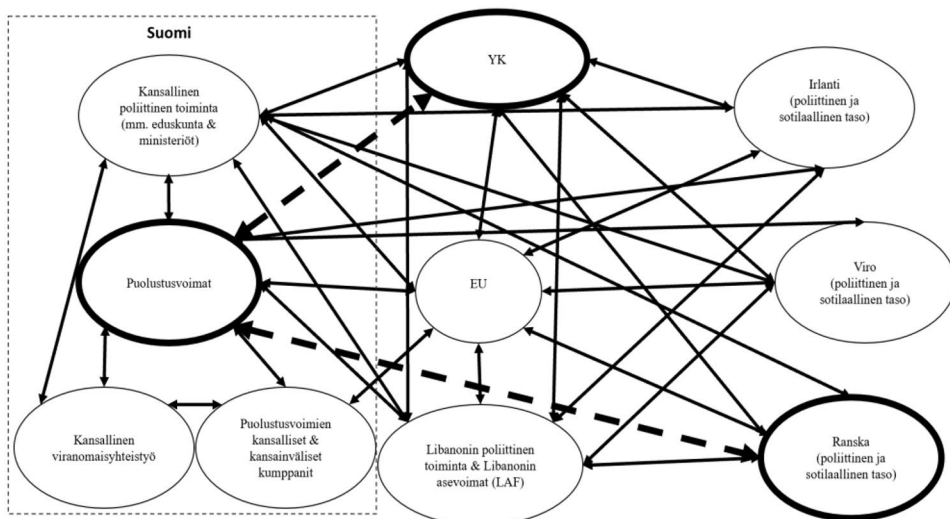 Suomi
Kansallinen
poliittinen toiminta
(mm. eduskunta &
ministeriöt)
YK
Irlanti
(poliittinen ja
sotilaallinen taso)
Puolustusvoimat
EU
Viro
(poliittinen ja
sotilaallinen taso)
Kansallinen
viranomaisyhteistyö
Puolustusvoimien
kansalliset &
kansainväliset
kumppanit
Libanonin poliittinen
toiminta & Libanonin
asevoimat (LAF)
Ranska
(poliittinen ja
sotilaallinen taso)